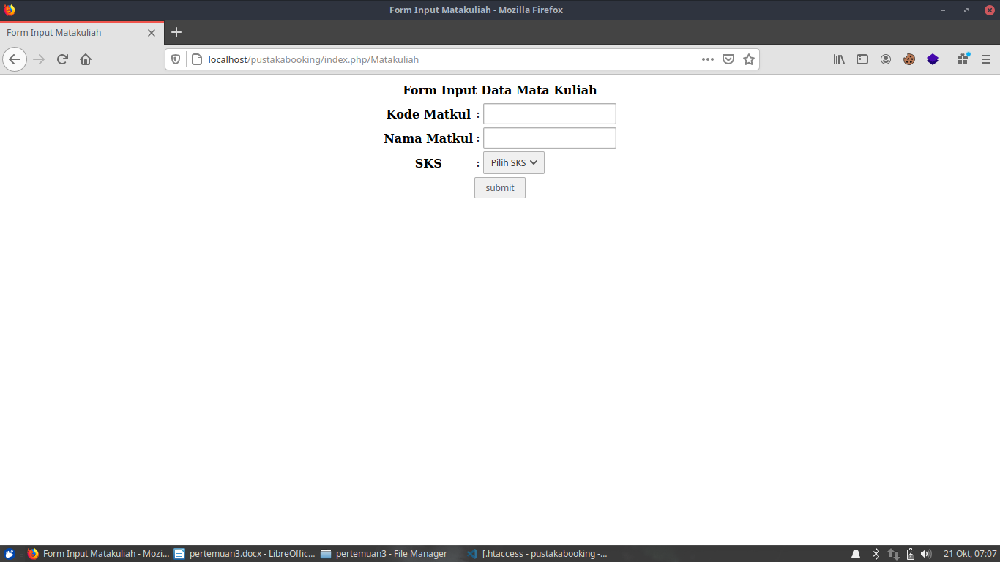 Form Input Matakuliah - Mozilla Firefox
Form Input Matakuliah
localhost/pustakabooking/index.php/Matakuliah
Form Input Data Mata Kuliah
Kode Matkul :
Nama Matkul :
SKS : Pilih SKS
submit
Form Input Matakuliah - Mozi... pertemuan3.docx - LibreOffic... pertemuan3 - File Manager [.htaccess - pustakabooking -... 21 Okt, 07:07